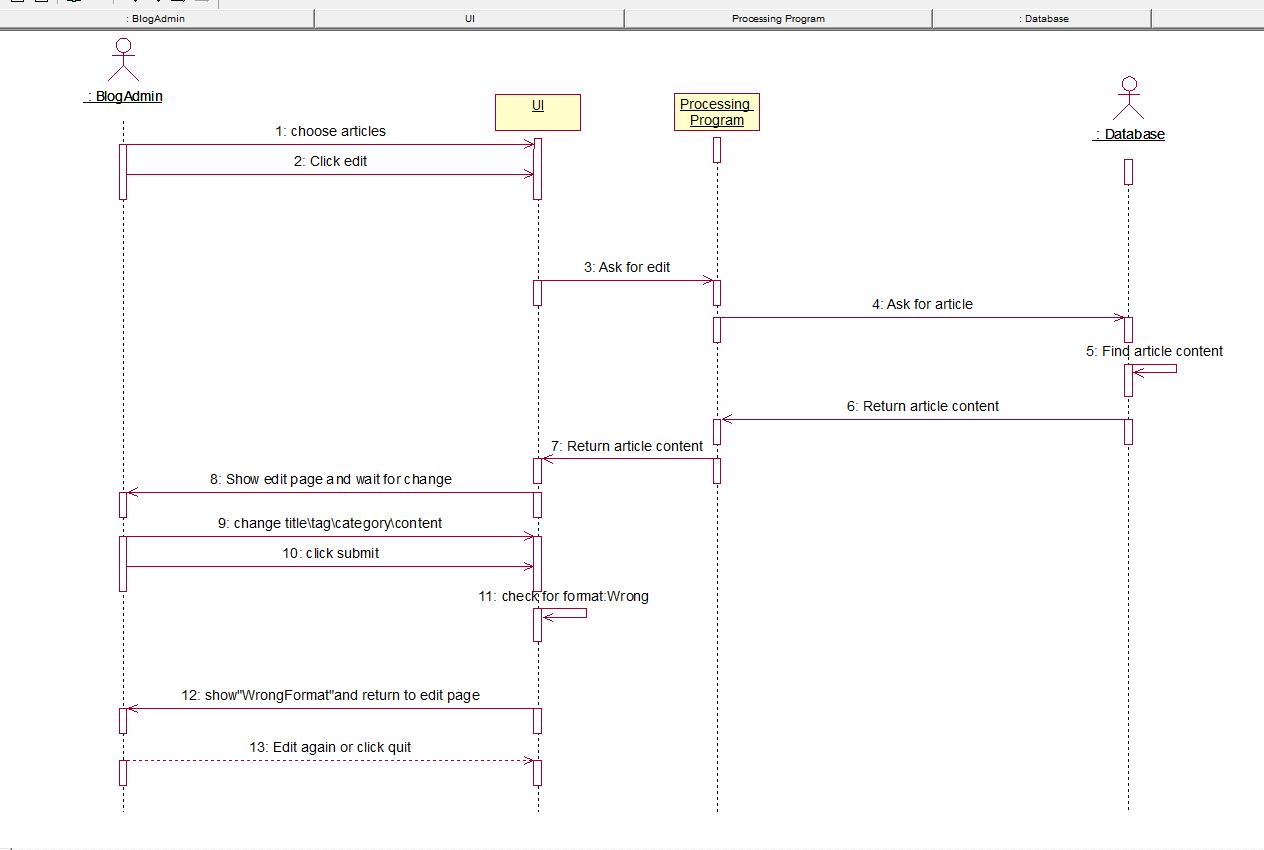 : BlogAdmin
UI
Processing Program
: Database
: BlogAdmin
UI
Processing
Program
: Database
1: choose articles
2: Click edit
3: Ask for edit
4: Ask for article
5: Find article content
6: Return article content
7: Return article content
8: Show edit page and wait for change
9: change title\tag\category\content
10: click submit
11: check for format:Wrong
12: show"WrongFormat"and return to edit page
13: Edit again or click quit